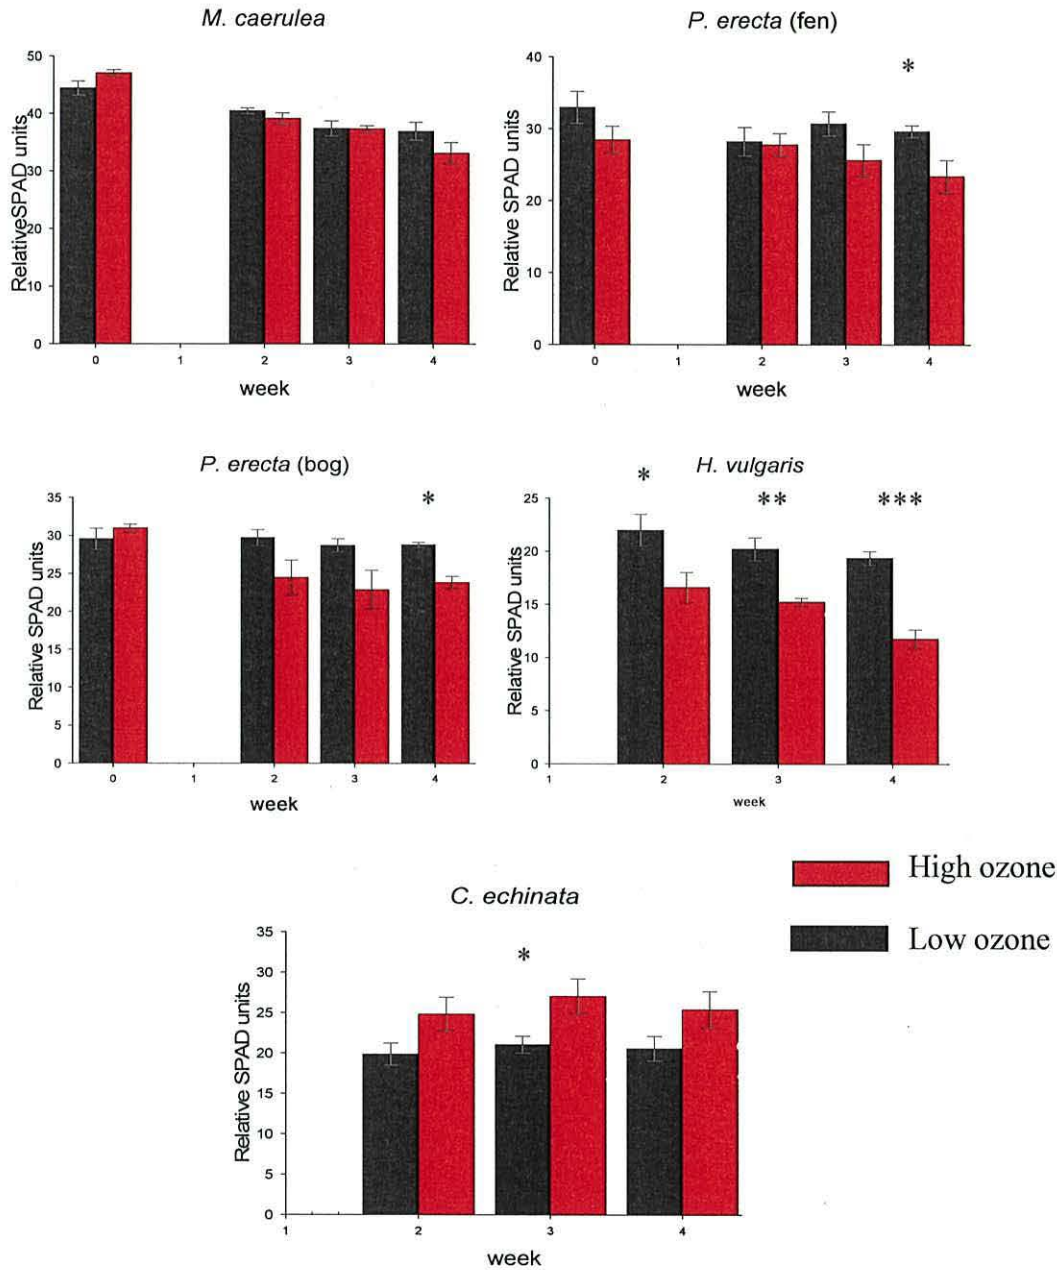 M. caerulea
50
40
30
20
10
0
RelativeSPAD units
0 1 2 3 4
week
P. erecta (fen)
*
40
30
20
10
0
Relative SPAD units
0 1 2 3 4
week
P. erecta (bog)
*
35
30
25
20
15
10
5
0
Relative SPAD units
0 1 2 3 4
week
H. vulgaris
* ** ***
25
20
15
10
5
0
Relative SPAD units
1 2 3 4
week
High ozone
Low ozone
C. echinata
*
35
30
25
20
15
10
5
0
Relative SPAD units
1 2 3 4
week